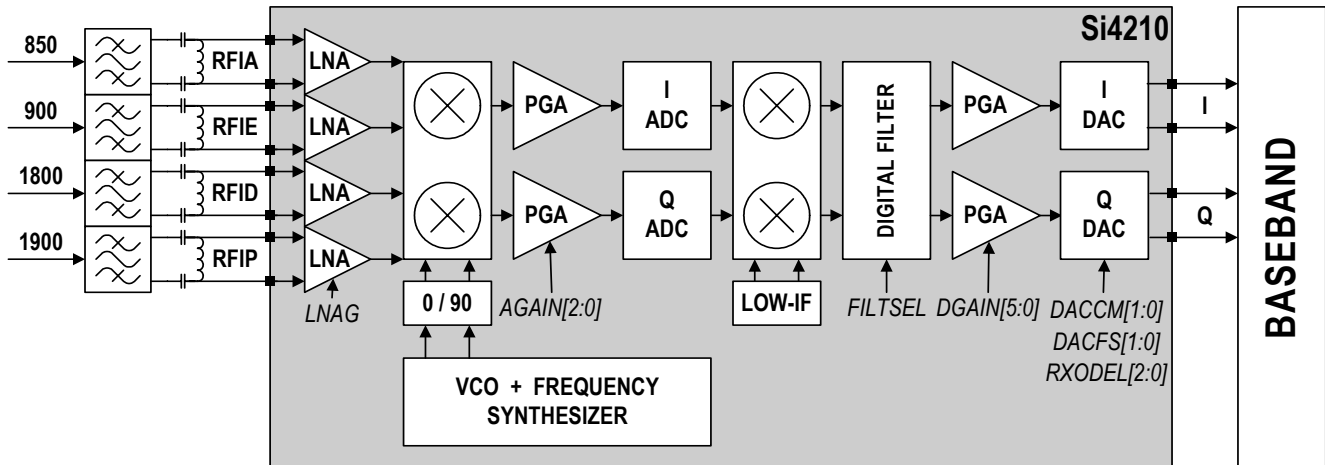 Si4210
850
RFIA
LNA
900
RFIE
LNA
1800
RFID
LNA
1900
RFIP
LNA
LNAG
0 / 90
VCO + FREQUENCY
SYNTHESIZER
PGA
PGA
AGAIN[2:0]
I
ADC
Q
ADC
LOW-IF
DIGITAL FILTER
FILTSEL
PGA
PGA
DGAIN[5:0]
I
DAC
Q
DAC
DACCM[1:0]
DACFS[1:0]
RXODEL[2:0]
I
Q
BASEBAND